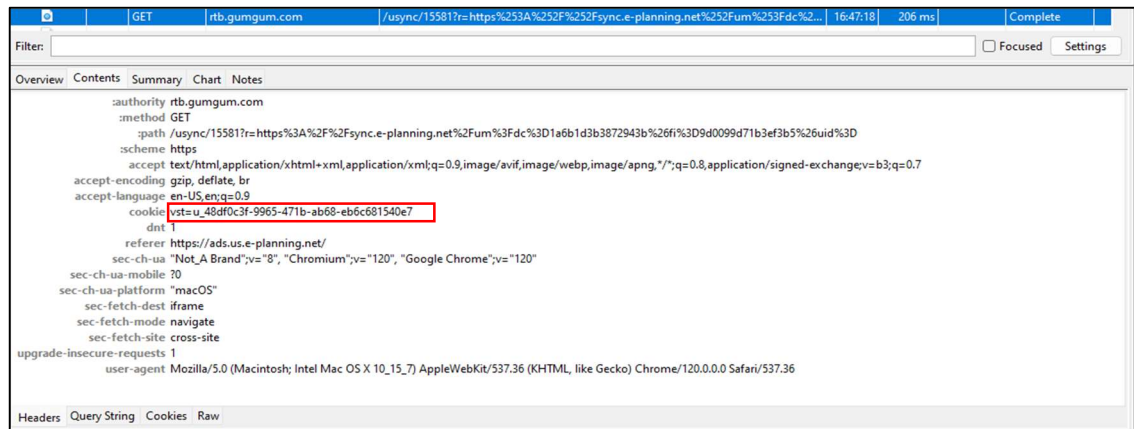 GET rtb.gumgum.com /usync/15581?r=https%253A%252F%252Fsync.e-planning.net%252Fum%253Fdc%2... 16:47:18 206 ms Complete
Filter: Focused Settings
Overview Contents Summary Chart Notes
:authority rtb.gumgum.com
:method GET
:path /usync/15581?r=https%3A%2F%2Fsync.e-planning.net%2Fum%3Fdc%3D1a6b1d3b3872943b%26fi%3D9d0099d71b3ef3b5%26uid%3D
:scheme https
accept text/html,application/xhtml+xml,application/xml;q=0.9,image/avif,image/webp,image/apng,*/*;q=0.8,application/signed-exchange;v=b3;q=0.7
accept-encoding gzip, deflate, br
accept-language en-US,en;q=0.9
cookie vst=u_48df0c3f-9965-471b-ab68-eb6c681540e7
dnt 1
referer https://ads.us.e-planning.net/
sec-ch-ua "Not_A Brand";v="8", "Chromium";v="120", "Google Chrome";v="120"
sec-ch-ua-mobile ?0
sec-ch-ua-platform "macOS"
sec-fetch-dest iframe
sec-fetch-mode navigate
sec-fetch-site cross-site
upgrade-insecure-requests 1
user-agent Mozilla/5.0 (Macintosh; Intel Mac OS X 10_15_7) AppleWebKit/537.36 (KHTML, like Gecko) Chrome/120.0.0.0 Safari/537.36
Headers Query String Cookies Raw